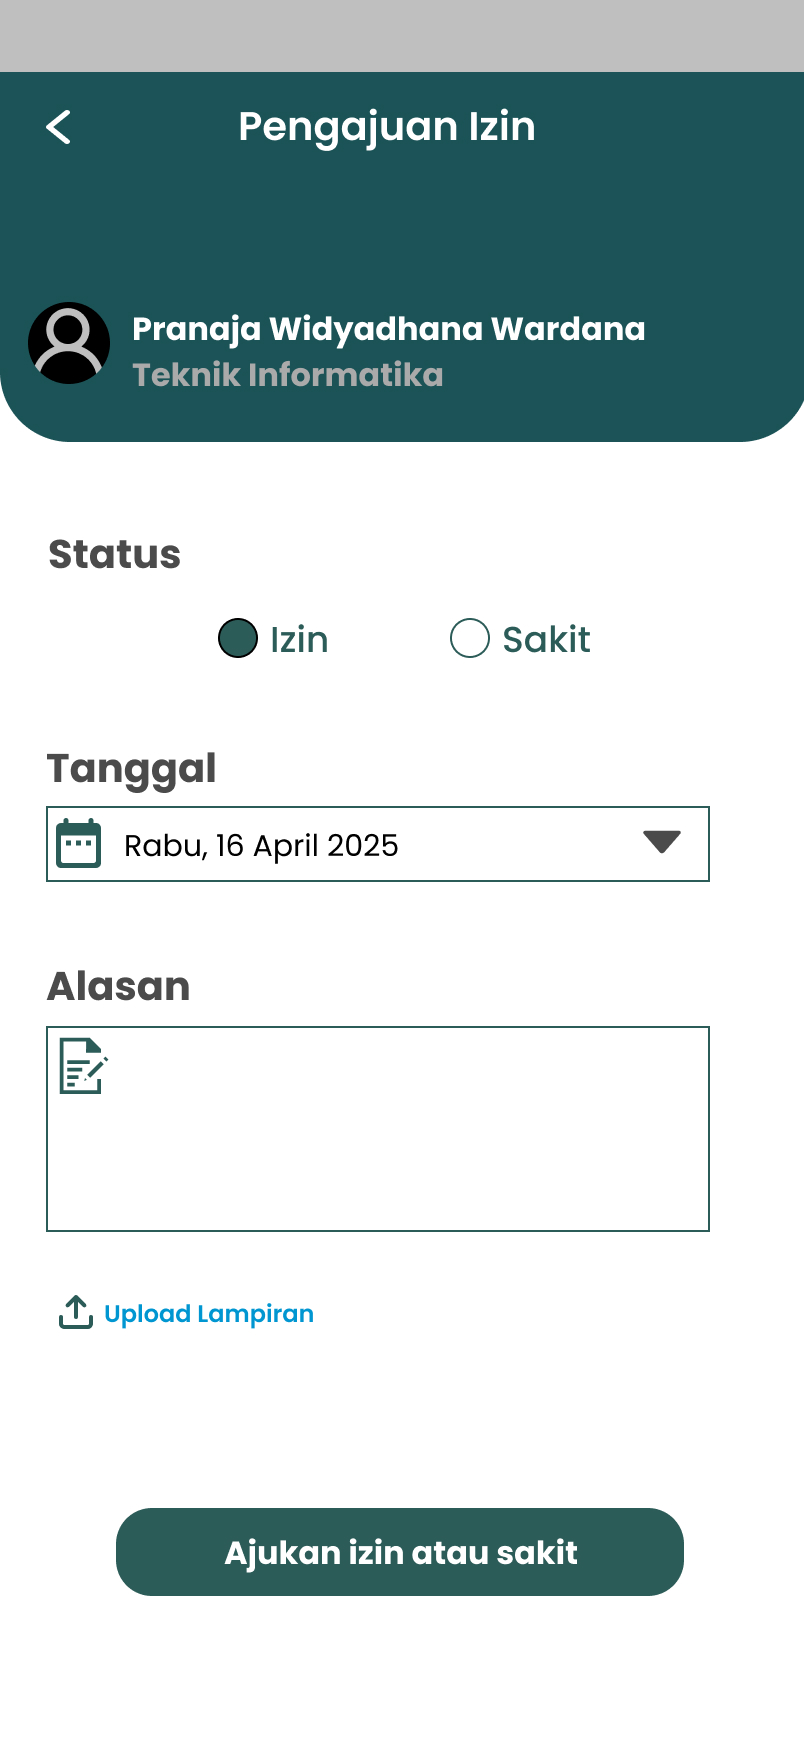 Pengajuan Izin
Pranaja Widyadhana Wardana
Teknik Informatika
Status
Izin
Sakit
Tanggal
Rabu, 16 April 2025
Alasan
Upload Lampiran
Ajukan izin atau sakit